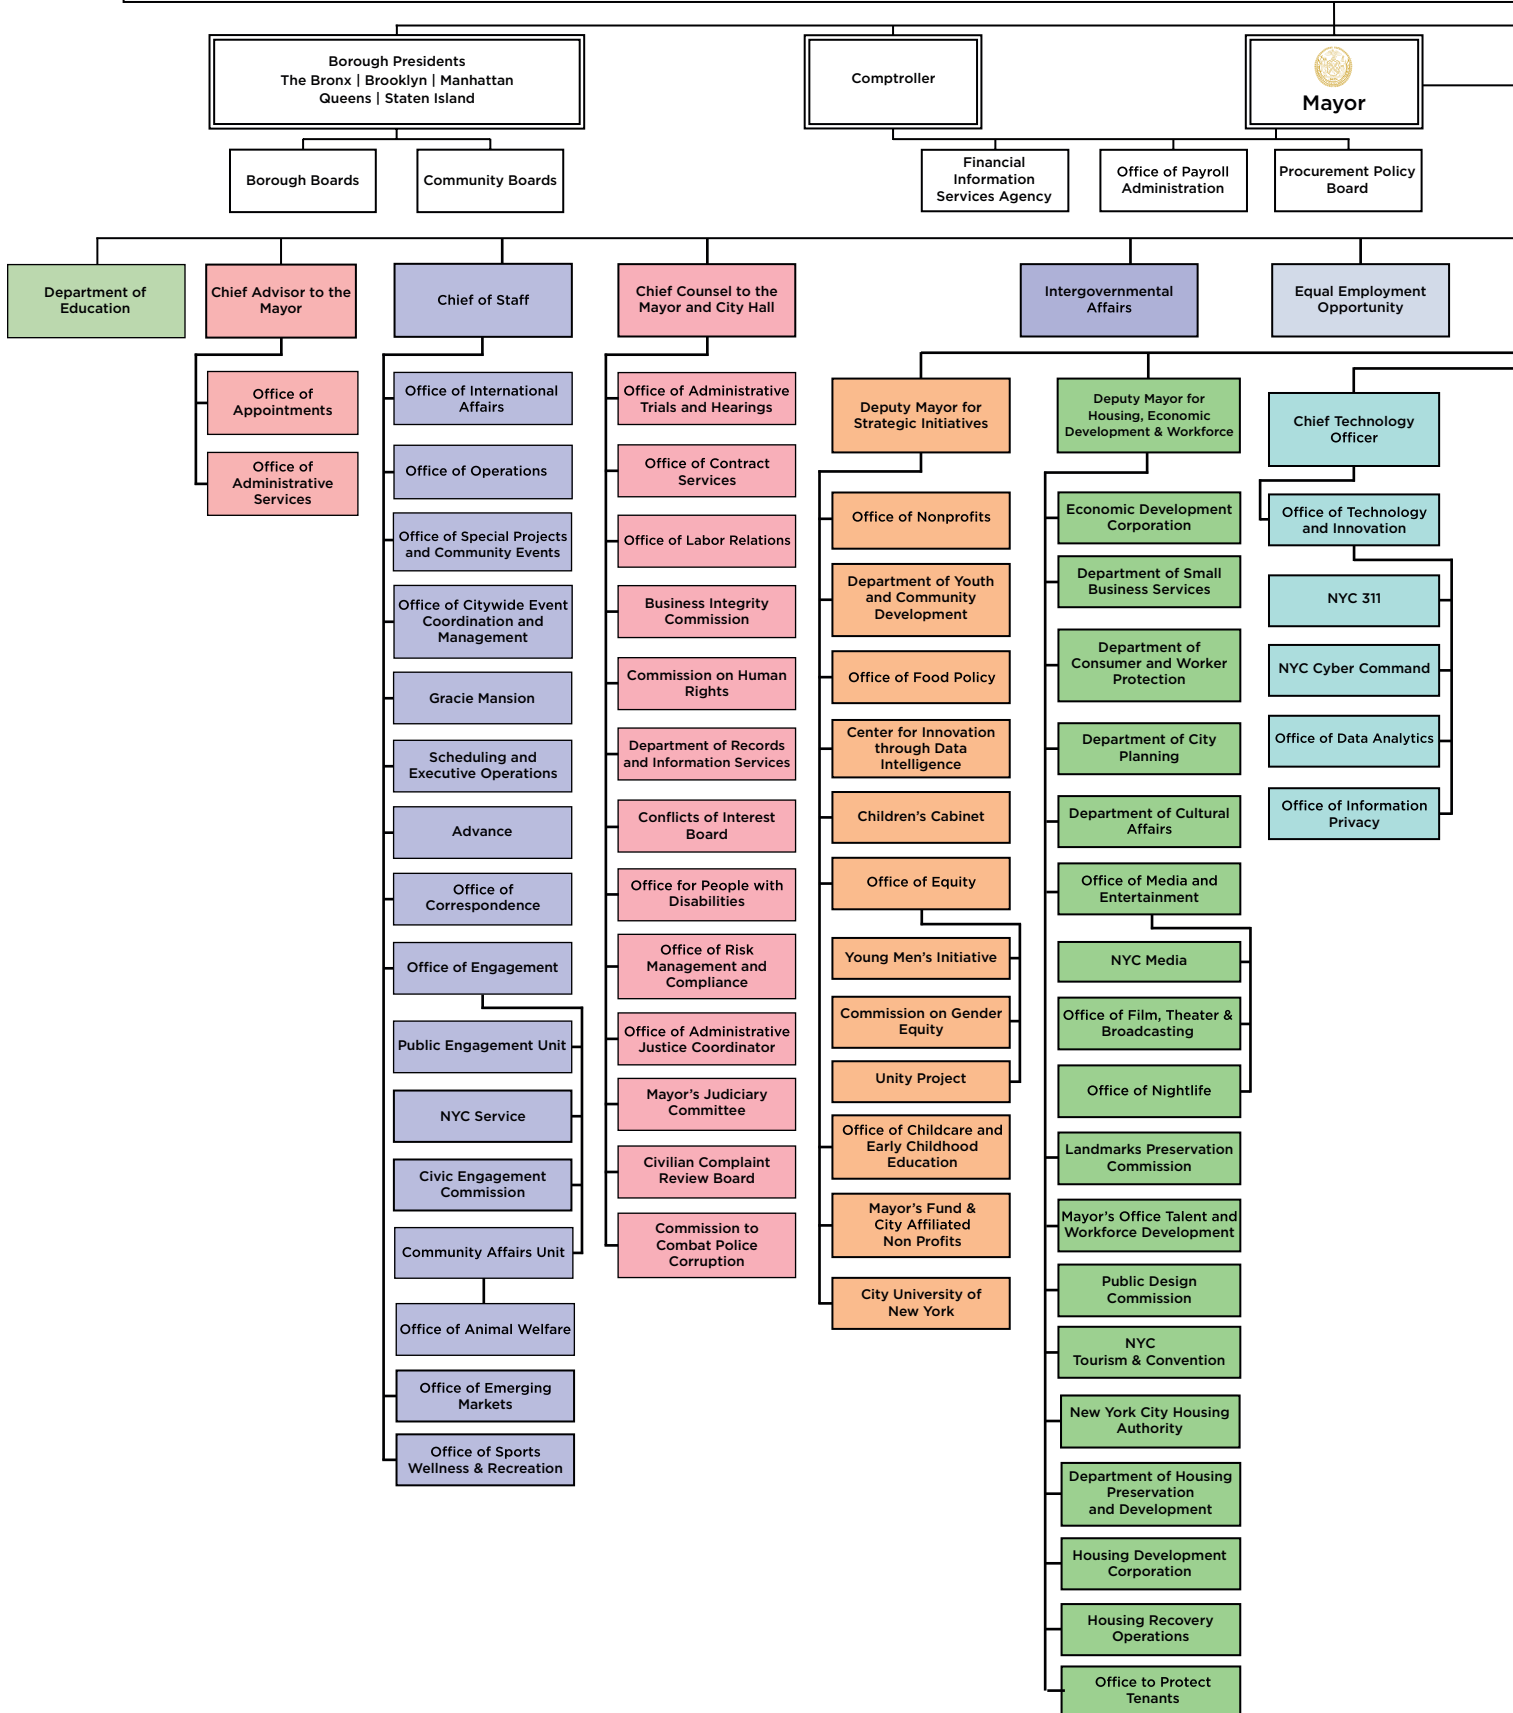 Borough Presidents
The Bronx | Brooklyn | Manhattan
Queens | Staten Island
Comptroller
Mayor
Borough Boards
Community Boards
Financial
Information
Services Agency
Office of Payroll
Administration
Procurement Policy
Board
Department of
Education
Chief Advisor to the
Mayor
Chief of Staff
Chief Counsel to the
Mayor and City Hall
Intergovernmental
Affairs
Equal Employment
Opportunity
Office of
Appointments
Office of
Administrative
Services
Office of International
Affairs
Office of Operations
Office of Special Projects
and Community Events
Office of Citywide Event
Coordination and
Management
Gracie Mansion
Scheduling and
Executive Operations
Advance
Office of
Correspondence
Office of Engagement
Public Engagement Unit
NYC Service
Civic Engagement
Commission
Community Affairs Unit
Office of Animal Welfare
Office of Emerging
Markets
Office of Sports
Wellness & Recreation
Office of Administrative
Trials and Hearings
Office of Contract
Services
Office of Labor Relations
Business Integrity
Commission
Commission on Human
Rights
Department of Records
and Information Services
Conflicts of Interest
Board
Office for People with
Disabilities
Office of Risk
Management and
Compliance
Office of Administrative
Justice Coordinator
Mayor's Judiciary
Committee
Civilian Complaint
Review Board
Commission to
Combat Police
Corruption
Deputy Mayor for
Strategic Initiatives
Office of Nonprofits
Department of Youth
and Community
Development
Office of Food Policy
Center for Innovation
through Data
Intelligence
Children's Cabinet
Office of Equity
Young Men's Initiative
Commission on Gender
Equity
Unity Project
Office of Childcare and
Early Childhood
Education
Mayor's Fund &
City Affiliated
Non Profits
City University of
New York
Deputy Mayor for
Housing, Economic
Development & Workforce
Economic Development
Corporation
Department of Small
Business Services
Department of
Consumer and Worker
Protection
Department of City
Planning
Department of Cultural
Affairs
Office of Media and
Entertainment
NYC Media
Office of Film, Theater &
Broadcasting
Office of Nightlife
Landmarks Preservation
Commission
Mayor's Office Talent and
Workforce Development
Public Design
Commission
NYC
Tourism & Convention
New York City Housing
Authority
Department of Housing
Preservation
and Development
Housing Development
Corporation
Housing Recovery
Operations
Office to Protect
Tenants
Chief Technology
Officer
Office of Technology
and Innovation
NYC 311
NYC Cyber Command
Office of Data Analytics
Office of Information
Privacy